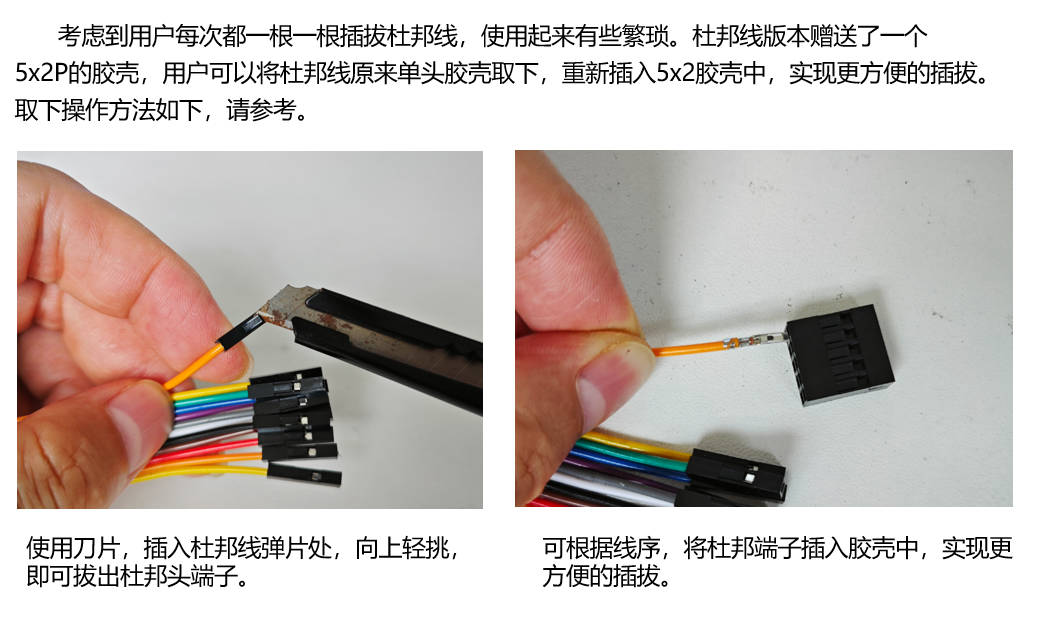 考虑到用户每次都一根一根插拔杜邦线，使用起来有些繁琐。杜邦线版本赠送了一个
5x2P的胶壳，用户可以将杜邦线原来单头胶壳取下，重新插入5x2胶壳中，实现更方便的插拔。
取下操作方法如下，请参考。
使用刀片，插入杜邦线弹片处，向上轻挑，
即可拔出杜邦头端子。
可根据线序，将杜邦端子插入胶壳中，实现更
方便的插拔。